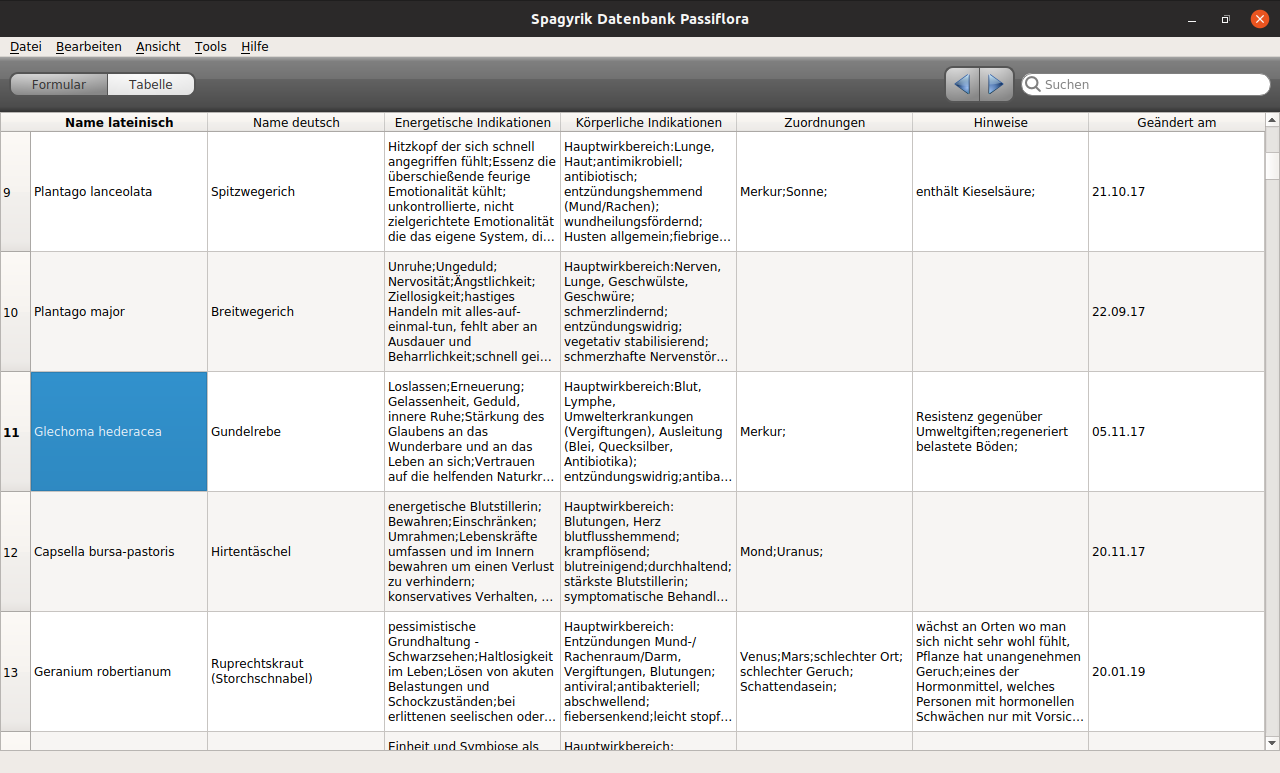 Spagyrik Datenbank Passiflora
Datei Bearbeiten Ansicht Tools Hilfe
Formular Tabelle Suchen
Name lateinisch Name deutsch Energetische Indikationen Körperliche Indikationen Zuordnungen Hinweise Geändert am
9
Plantago lanceolata
Spitzwegerich
Hitzkopf der sich schnell
angegriffen fühlt;Essenz die
überschießende feurige
Emotionalität kühlt;
unkontrollierte, nicht
zielgerichtete Emotionalität
die das eigene System, di...
Hauptwirkbereich:Lunge,
Haut;antimikrobiell;
antibiotisch;
entzündungshemmend
(Mund/Rachen);
wundheilungsfördernd;
Husten allgemein;fiebrige...
Merkur;Sonne;
enthält Kieselsäure;
21.10.17
10
Plantago major
Breitwegerich
Unruhe;Ungeduld;
Nervosität;Ängstlichkeit;
Ziellosigkeit;hastiges
Handeln mit alles-auf-
einmal-tun, fehlt aber an
Ausdauer und
Beharrlichkeit;schnell gei...
Hauptwirkbereich:Nerven,
Lunge, Geschwülste,
Geschwüre;
schmerzlindernd;
entzündungswidrig;
vegetativ stabilisierend;
schmerzhafte Nervenstör...
22.09.17
11
Glechoma hederacea
Gundelrebe
Loslassen;Erneuerung;
Gelassenheit, Geduld,
innere Ruhe;Stärkung des
Glaubens an das
Wunderbare und an das
Leben an sich;Vertrauen
auf die helfenden Naturkr...
Hauptwirkbereich:Blut,
Lymphe,
Umwelterkrankungen
(Vergiftungen), Ausleitung
(Blei, Quecksilber,
Antibiotika);
entzündungswidrig;antiba...
Merkur;
Resistenz gegenüber
Umweltgiften;regeneriert
belastete Böden;
05.11.17
12
Capsella bursa-pastoris
Hirtentäschel
energetische Blutstillerin;
Bewahren;Einschränken;
Umrahmen;Lebenskräfte
umfassen und im Innern
bewahren um einen Verlust
zu verhindern;
konservatives Verhalten, ...
Hauptwirkbereich:
Blutungen, Herz
blutflusshemmend;
krampflösend;
blutreinigend;durchhaltend;
stärkste Blutstillerin;
symptomatische Behandl...
Mond;Uranus;
20.11.17
13
Geranium robertianum
Ruprechtskraut
(Storchschnabel)
pessimistische
Grundhaltung -
Schwarzsehen;Haltlosigkeit
im Leben;Lösen von akuten
Belastungen und
Schockzuständen;bei
erlittenen seelischen oder...
Hauptwirkbereich:
Entzündungen Mund-/
Rachenraum/Darm,
Vergiftungen, Blutungen;
antiviral;antibakteriell;
abschwellend;
fiebersenkend;leicht stopf...
Venus;Mars;schlechter Ort;
schlechter Geruch;
Schattendasein;
wächst an Orten wo man
sich nicht sehr wohl fühlt,
Pflanze hat unangenehmen
Geruch;eines der
Hormonmittel, welches
Personen mit hormonellen
Schwächen nur mit Vorsic...
20.01.19
Einheit und Symbiose als
Hauptwirkbereich: